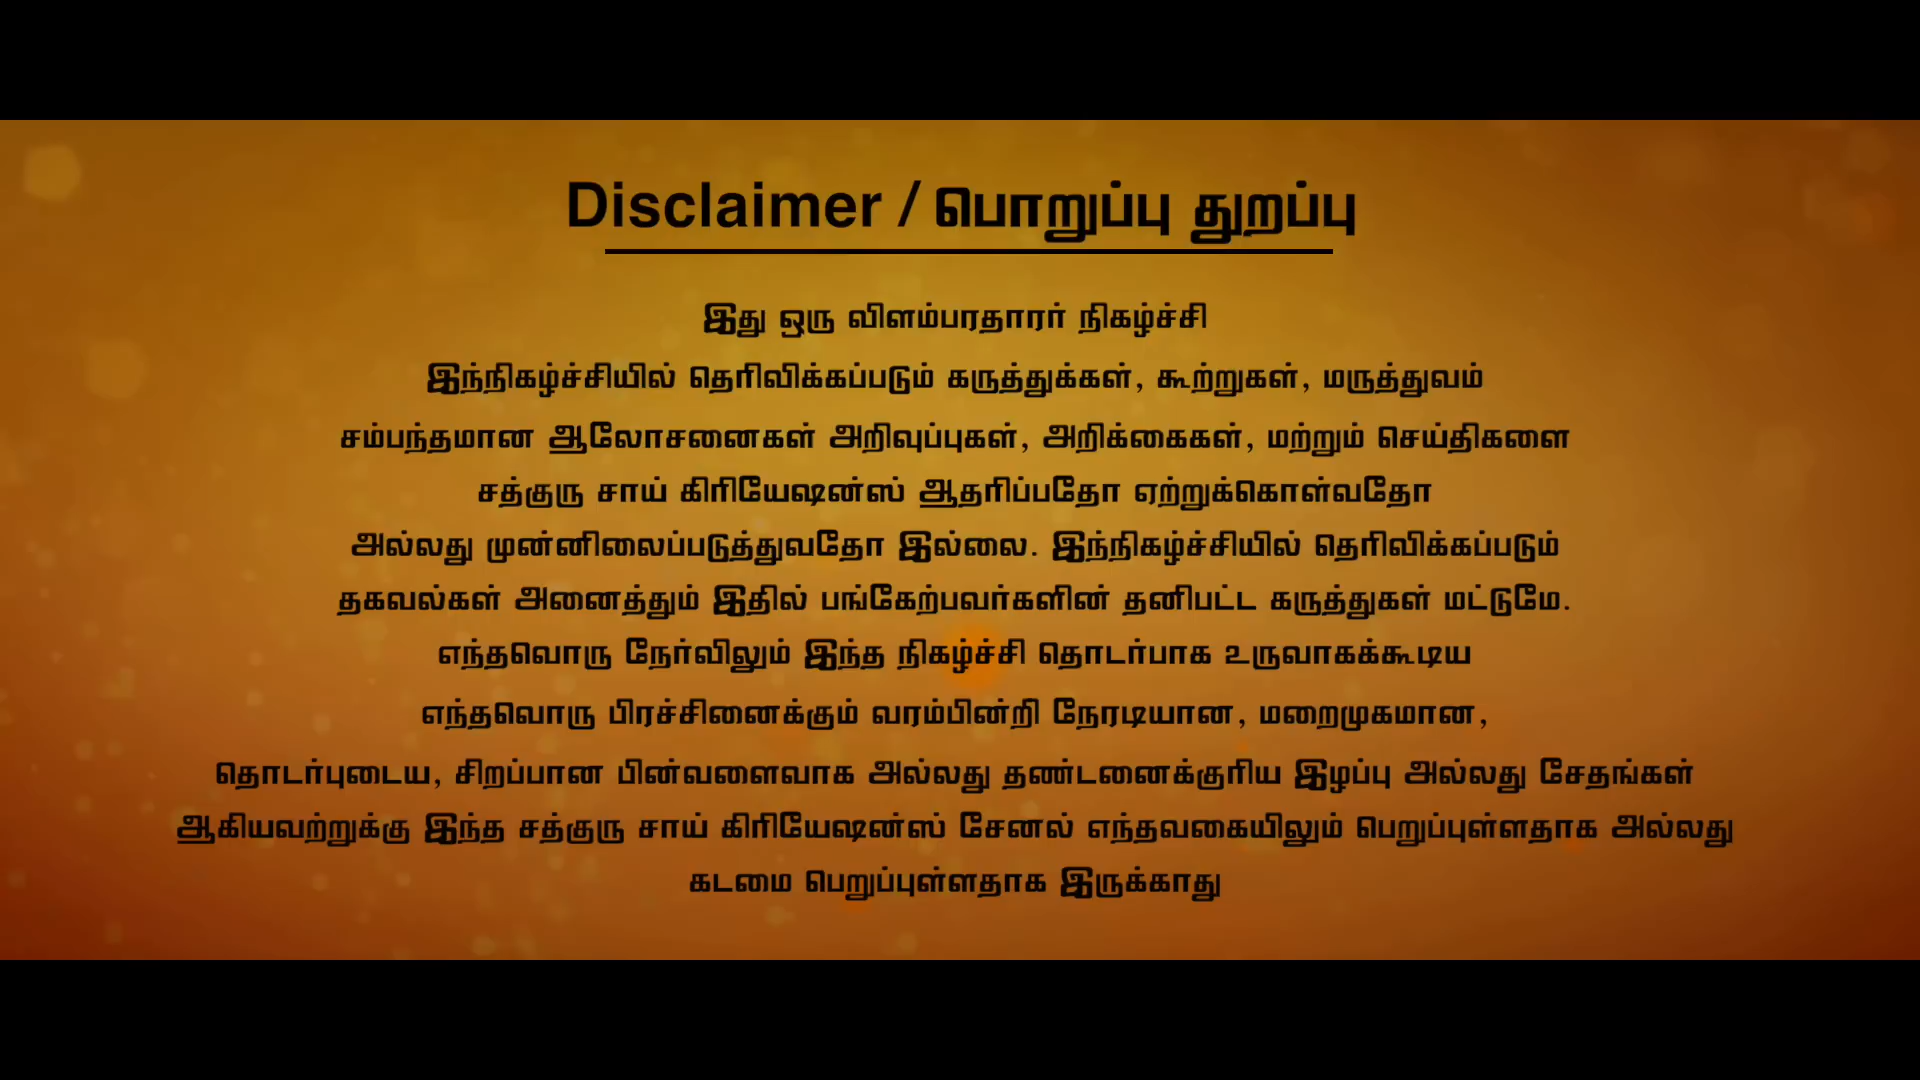 Disclaimer / பொறுப்பு துறப்பு
இது ஒரு விளம்பரதாரர் நிகழ்ச்சி
இந்நிகழ்ச்சியில் தெரிவிக்கப்படும் கருத்துக்கள், கூற்றுகள், மருத்துவம்
சம்பந்தமான ஆலோசனைகள் அறிவுப்புகள், அறிக்கைகள், மற்றும் செய்திகளை
சத்குரு சாய் கிரியேஷன்ஸ் ஆதரிப்பதோ ஏற்றுக்கொள்வதோ
அல்லது முன்னிலைப்படுத்துவதோ இல்லை. இந்நிகழ்ச்சியில் தெரிவிக்கப்படும்
தகவல்கள் அனைத்தும் இதில் பங்கேற்பவர்களின் தனிபட்ட கருத்துகள் மட்டுமே.
எந்தவொரு நேர்விலும் இந்த நிகழ்ச்சி தொடர்பாக உருவாகக்கூடிய
எந்தவொரு பிரச்சினைக்கும் வரம்பின்றி நேரடியான, மறைமுகமான,
தொடர்புடைய, சிறப்பான பின்வளைவாக அல்லது தண்டனைக்குரிய இழப்பு அல்லது சேதங்கள்
ஆகியவற்றுக்கு இந்த சத்குரு சாய் கிரியேஷன்ஸ் சேனல் எந்தவகையிலும் பெறுப்புள்ளதாக அல்லது
கடமை பெறுப்புள்ளதாக இருக்காது